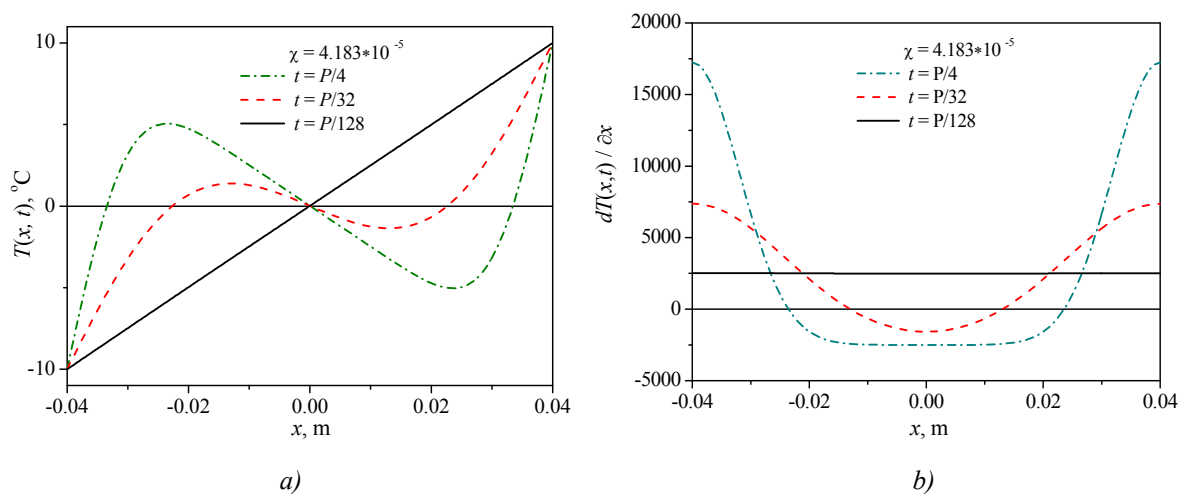 10
0
-10
T(x, t), °C
χ = 4.183*10 -5
t = P/4
t = P/32
t = P/128
-0.04
-0.02
0.00
0.02
0.04
x, m
a)
20000
15000
10000
5000
0
-5000
dT(x,t) / ∂x
χ = 4.183*10 -5
t = P/4
t = P/32
t = P/128
-0.04
-0.02
0.00
0.02
0.04
x, m
b)